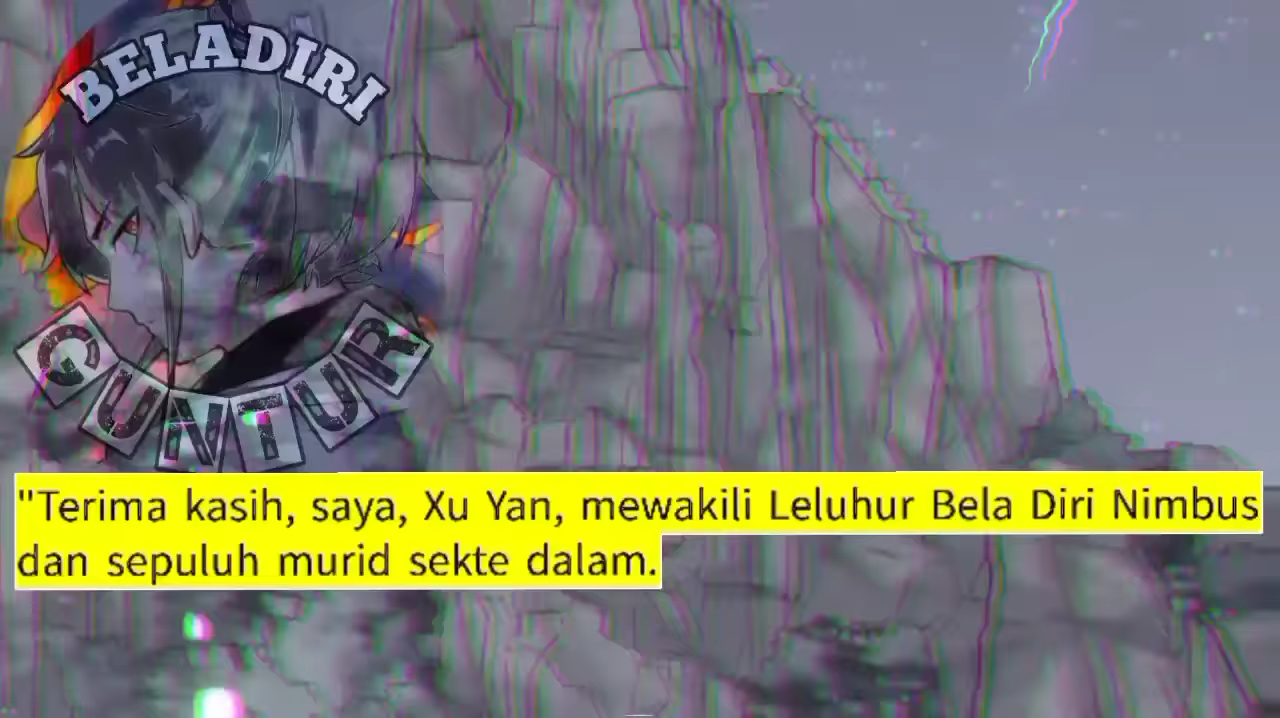 BELADIRI
GUNTUR
"Terima kasih, saya, Xu Yan, mewakili Leluhur Bela Diri Nimbus
dan sepuluh murid sekte dalam.